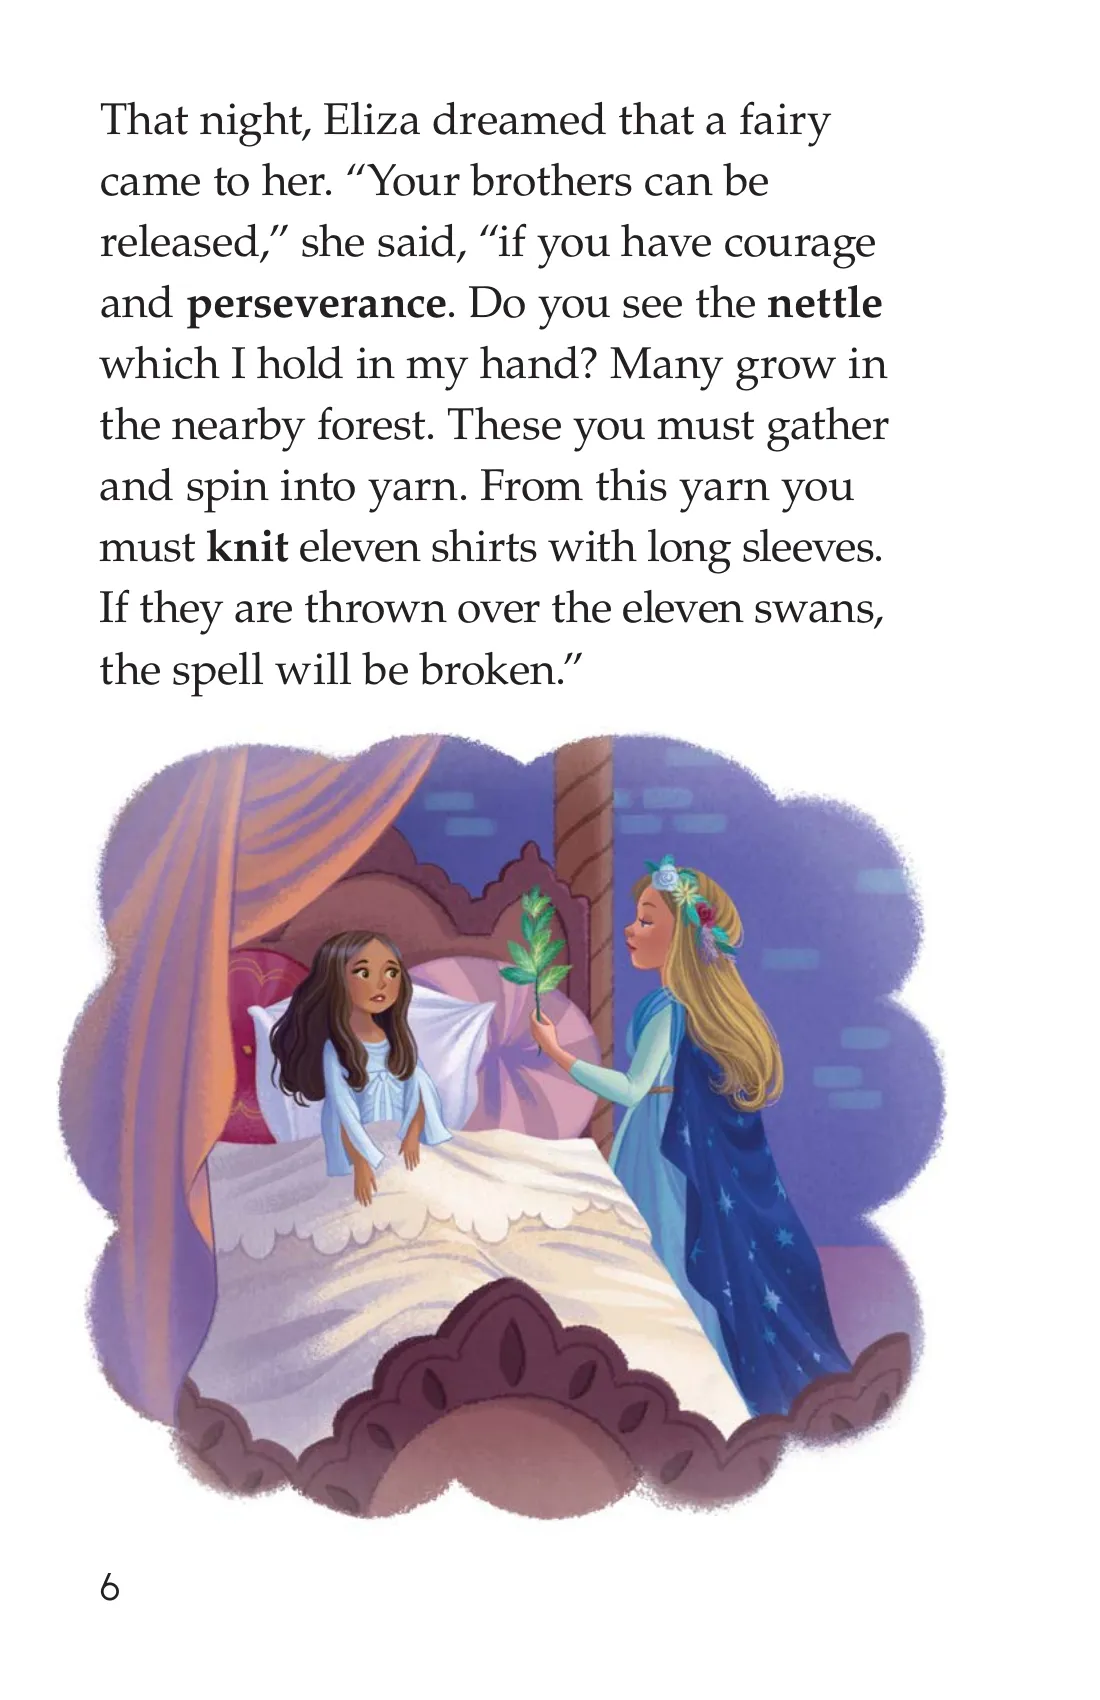 That night, Eliza dreamed that a fairy
came to her. “Your brothers can be
released,” she said, “if you have courage
and perseverance. Do you see the nettle
which I hold in my hand? Many grow in
the nearby forest. These you must gather
and spin into yarn. From this yarn you
must knit eleven shirts with long sleeves.
If they are thrown over the eleven swans,
the spell will be broken.”
6